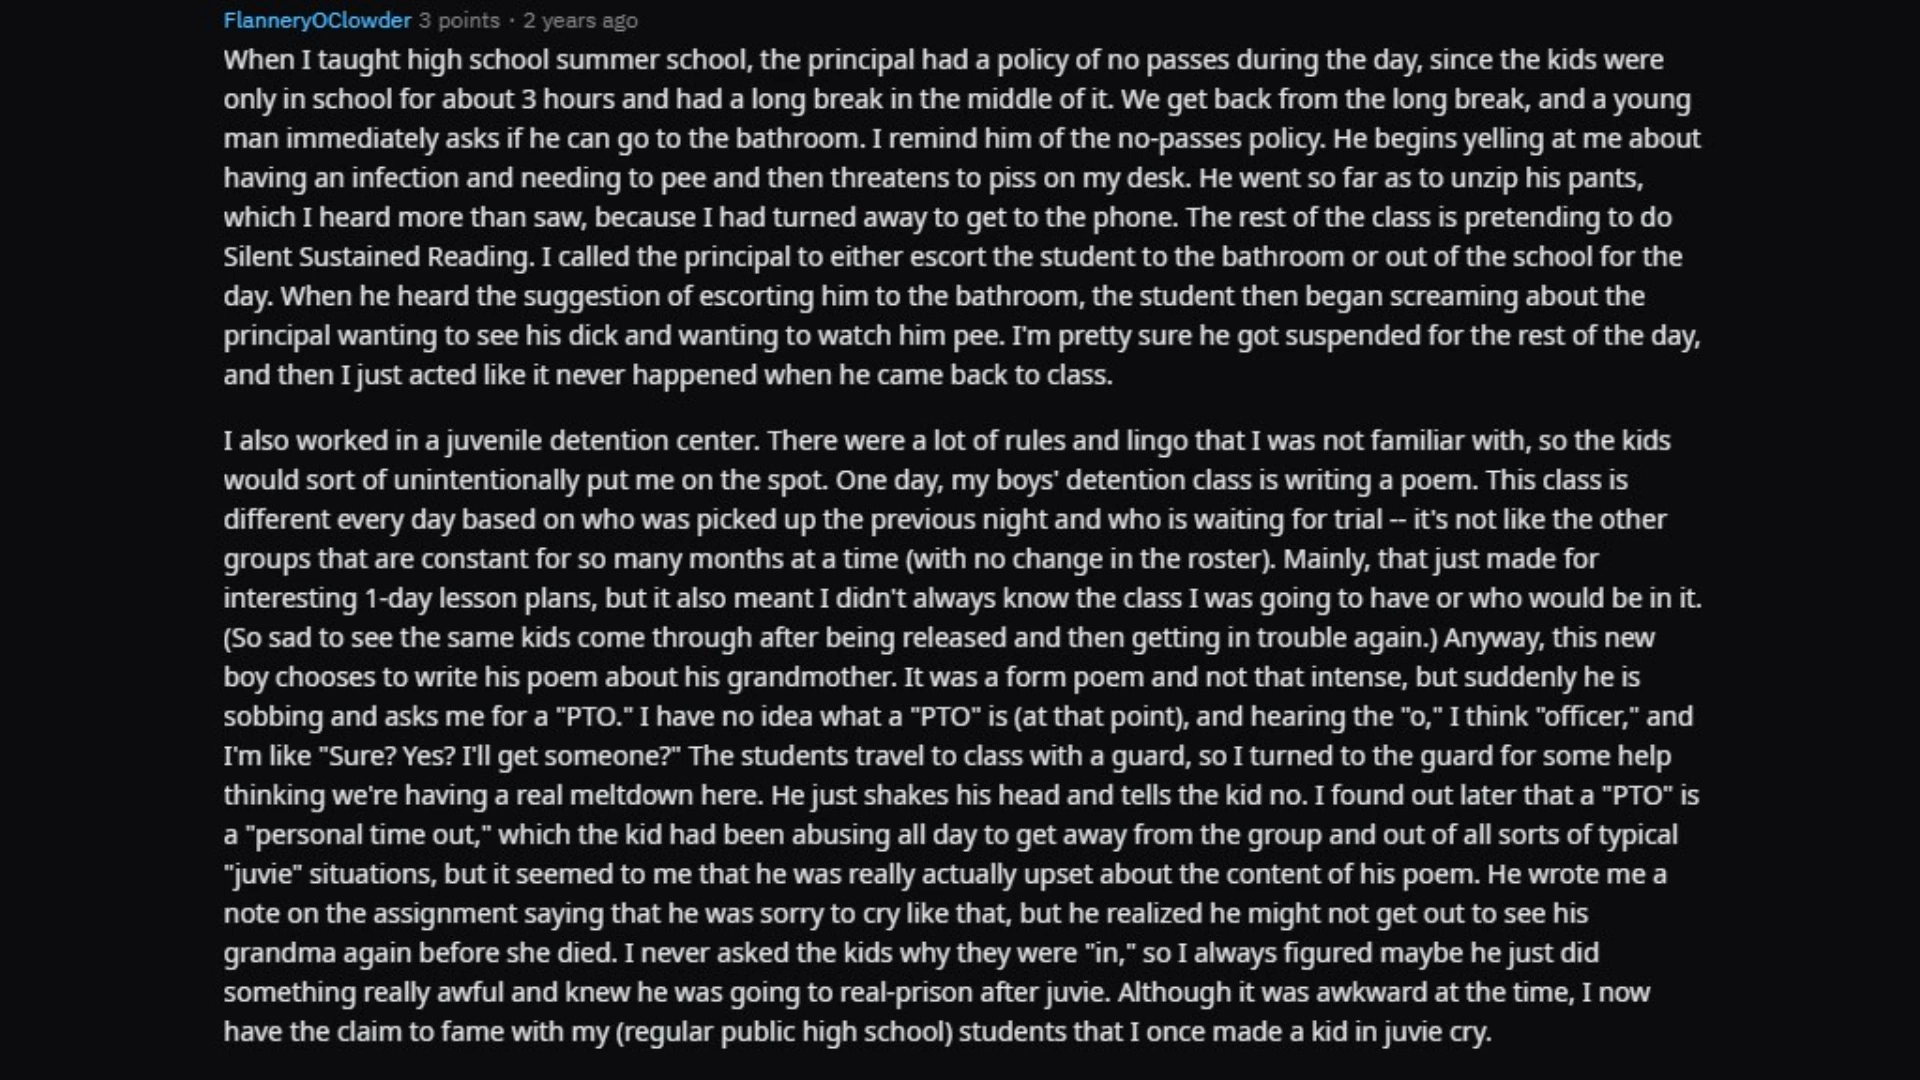 FlanneryOClowder 3 points · 2 years ago
When I taught high school summer school, the principal had a policy of no passes during the day, since the kids were
only in school for about 3 hours and had a long break in the middle of it. We get back from the long break, and a young
man immediately asks if he can go to the bathroom. I remind him of the no-passes policy. He begins yelling at me about
having an infection and needing to pee and then threatens to piss on my desk. He went so far as to unzip his pants,
which I heard more than saw, because I had turned away to get to the phone. The rest of the class is pretending to do
Silent Sustained Reading. I called the principal to either escort the student to the bathroom or out of the school for the
day. When he heard the suggestion of escorting him to the bathroom, the student then began screaming about the
principal wanting to see his dick and wanting to watch him pee. I'm pretty sure he got suspended for the rest of the day,
and then I just acted like it never happened when he came back to class.
I also worked in a juvenile detention center. There were a lot of rules and lingo that I was not familiar with, so the kids
would sort of unintentionally put me on the spot. One day, my boys' detention class is writing a poem. This class is
different every day based on who was picked up the previous night and who is waiting for trial -- it's not like the other
groups that are constant for so many months at a time (with no change in the roster). Mainly, that just made for
interesting 1-day lesson plans, but it also meant I didn't always know the class I was going to have or who would be in it.
(So sad to see the same kids come through after being released and then getting in trouble again.) Anyway, this new
boy chooses to write his poem about his grandmother. It was a form poem and not that intense, but suddenly he is
sobbing and asks me for a "PTO." I have no idea what a "PTO" is (at that point), and hearing the "o," I think "officer," and
I'm like "Sure? Yes? I'll get someone?" The students travel to class with a guard, so I turned to the guard for some help
thinking we're having a real meltdown here. He just shakes his head and tells the kid no. I found out later that a "PTO" is
a "personal time out," which the kid had been abusing all day to get away from the group and out of all sorts of typical
"juvie" situations, but it seemed to me that he was really actually upset about the content of his poem. He wrote me a
note on the assignment saying that he was sorry to cry like that, but he realized he might not get out to see his
grandma again before she died. I never asked the kids why they were "in," so I always figured maybe he just did
something really awful and knew he was going to real-prison after juvie. Although it was awkward at the time, I now
have the claim to fame with my (regular public high school) students that I once made a kid in juvie cry.